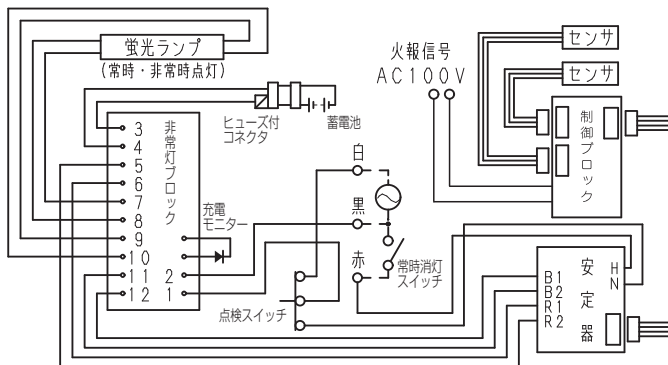 蛍光ランプ
(常時・非常時点灯)
火報信号
AC100V
センサ
センサ
制御ブロック
ヒューズ付
コネクタ
蓄電池
非常灯ブロック
3
4
5
6
7
8
9
10
11
12
2
1
充電
モニター
白
黒
赤
常時消灯
スイッチ
点検スイッチ
安定器
B1
B2
R1
R2
H
N